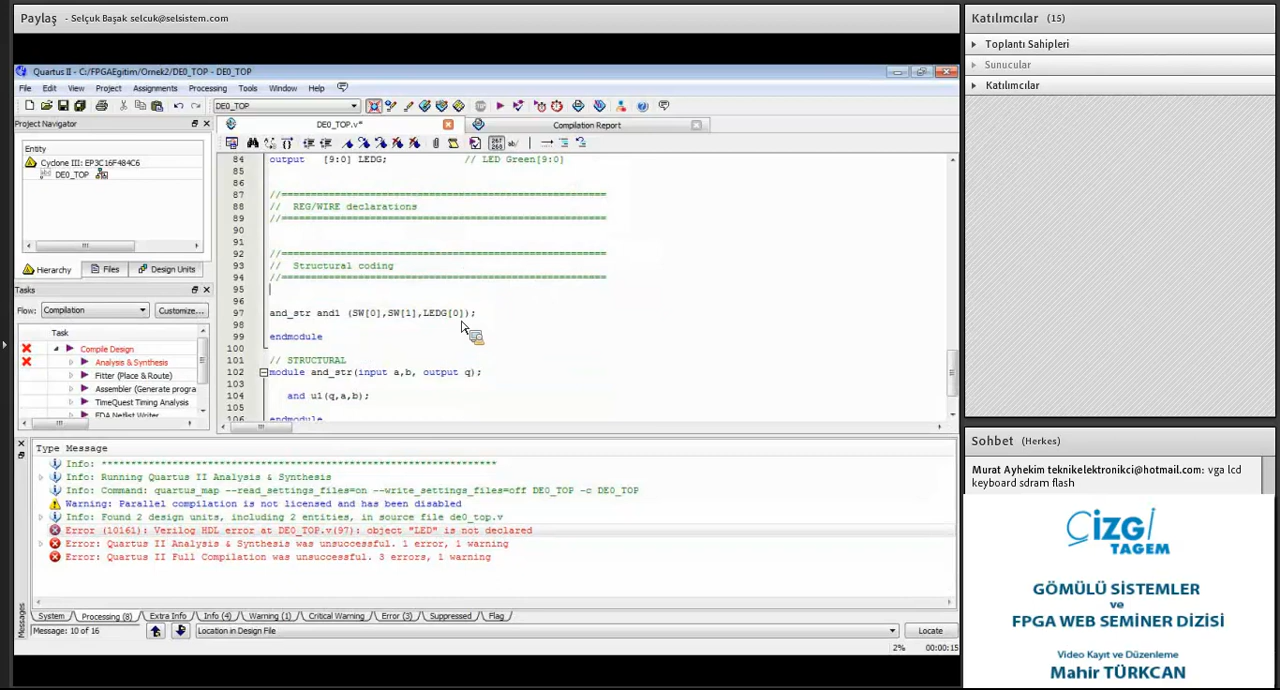 Paylaş - Selçuk Başak selcuk@selsistem.com
Quartus II - C:/FPGAEgitim/Ornek2/DE0_TOP - DE0_TOP
File Edit View Project Assignments Processing Tools Window Help
DE0_TOP
Project Navigator
DE0_TOP.v*
Compilation Report
Entity
Cyclone III: EP3C16F484C6
DE0_TOP
Hierarchy Files Design Units
Tasks
Flow: Compilation Customize...
Task
Compile Design
Analysis & Synthesis
Fitter (Place & Route)
Assembler (Generate progra
TimeQuest Timing Analysis
EDA Netlist Writer
84 output [9:0] LEDG; // LED Green[9:0]
85
86
87 //=======================================================
88 // REG/WIRE declarations
89 //=======================================================
90
91
92 //=======================================================
93 // Structural coding
94 //=======================================================
95
96
97 and_str and1 (SW[0],SW[1],LEDG[0]);
98
99 endmodule
100
101 // STRUCTURAL
102 module and_str(input a,b, output q);
103
104 and u1(q,a,b);
105
106 endmodule
Type Message
Info: *******************************************************************
Info: Running Quartus II Analysis & Synthesis
Info: Command: quartus_map --read_settings_files=on --write_settings_files=off DE0_TOP -c DE0_TOP
Warning: Parallel compilation is not licensed and has been disabled
Info: Found 2 design units, including 2 entities, in source file de0_top.v
Error (10161): Verilog HDL error at DE0_TOP.v(97): object "LED" is not declared
Error: Quartus II Analysis & Synthesis was unsuccessful. 1 error, 1 warning
Error: Quartus II Full Compilation was unsuccessful. 3 errors, 1 warning
System Processing (8) Extra Info Info (4) Warning (1) Critical Warning Error (3) Suppressed Flag
Messages
Message: 10 of 16
Location in Design File
Locate
2% 00:00:15
Katılımcılar (15)
Toplantı Sahipleri
Sunucular
Katılımcılar
Sohbet (Herkes)
Murat Ayhekim teknikelektronikci@hotmail.com: vga lcd
keyboard sdram flash
ÇİZGİ
TAGEM
GÖMÜLÜ SİSTEMLER
ve
FPGA WEB SEMİNER DİZİSİ
Video Kayıt ve Düzenleme
Mahir TÜRKCAN